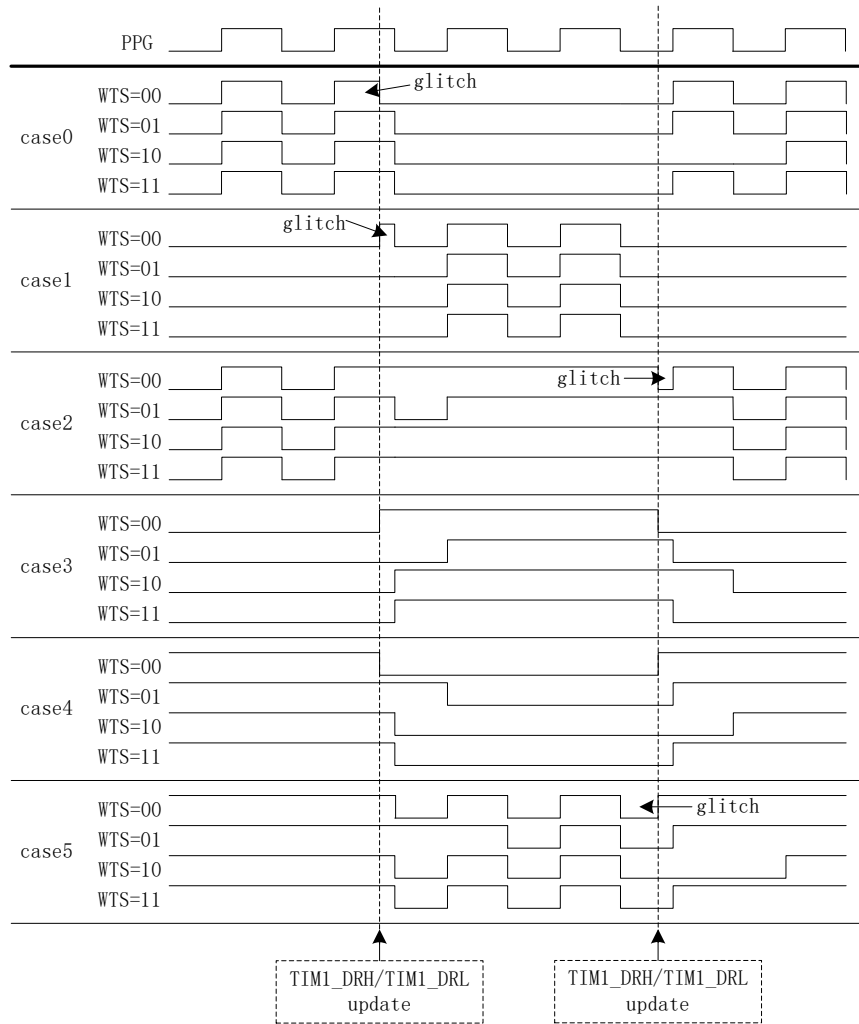 PPG
WTS=00
glitch
case0
WTS=01
WTS=10
WTS=11
glitch
WTS=00
case1
WTS=01
WTS=10
WTS=11
WTS=00
glitch
case2
WTS=01
WTS=10
WTS=11
WTS=00
case3
WTS=01
WTS=10
WTS=11
WTS=00
case4
WTS=01
WTS=10
WTS=11
WTS=00
glitch
case5
WTS=01
WTS=10
WTS=11
TIM1_DRH/TIM1_DRL
update
TIM1_DRH/TIM1_DRL
update